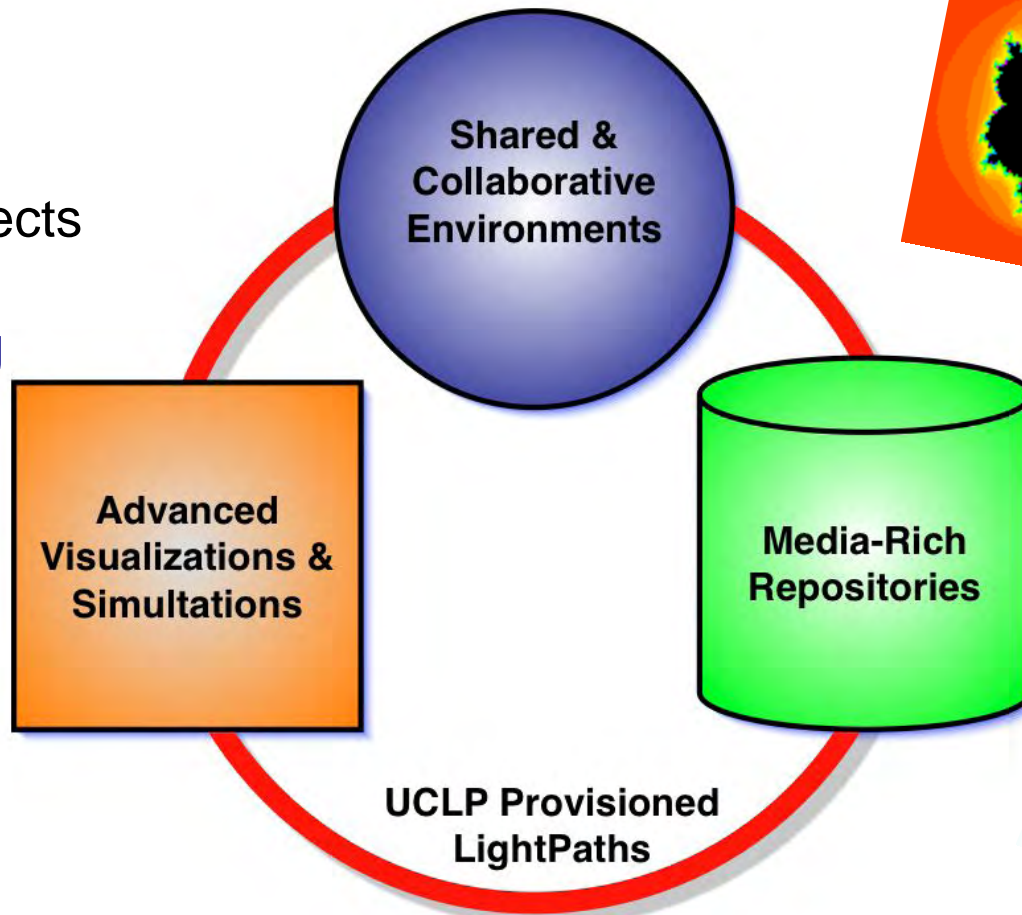 Shared &
Collaborative
Environments
ects
Advanced
Visualizations &
Simultations
Media-Rich
Repositories
UCLP Provisioned
LightPaths